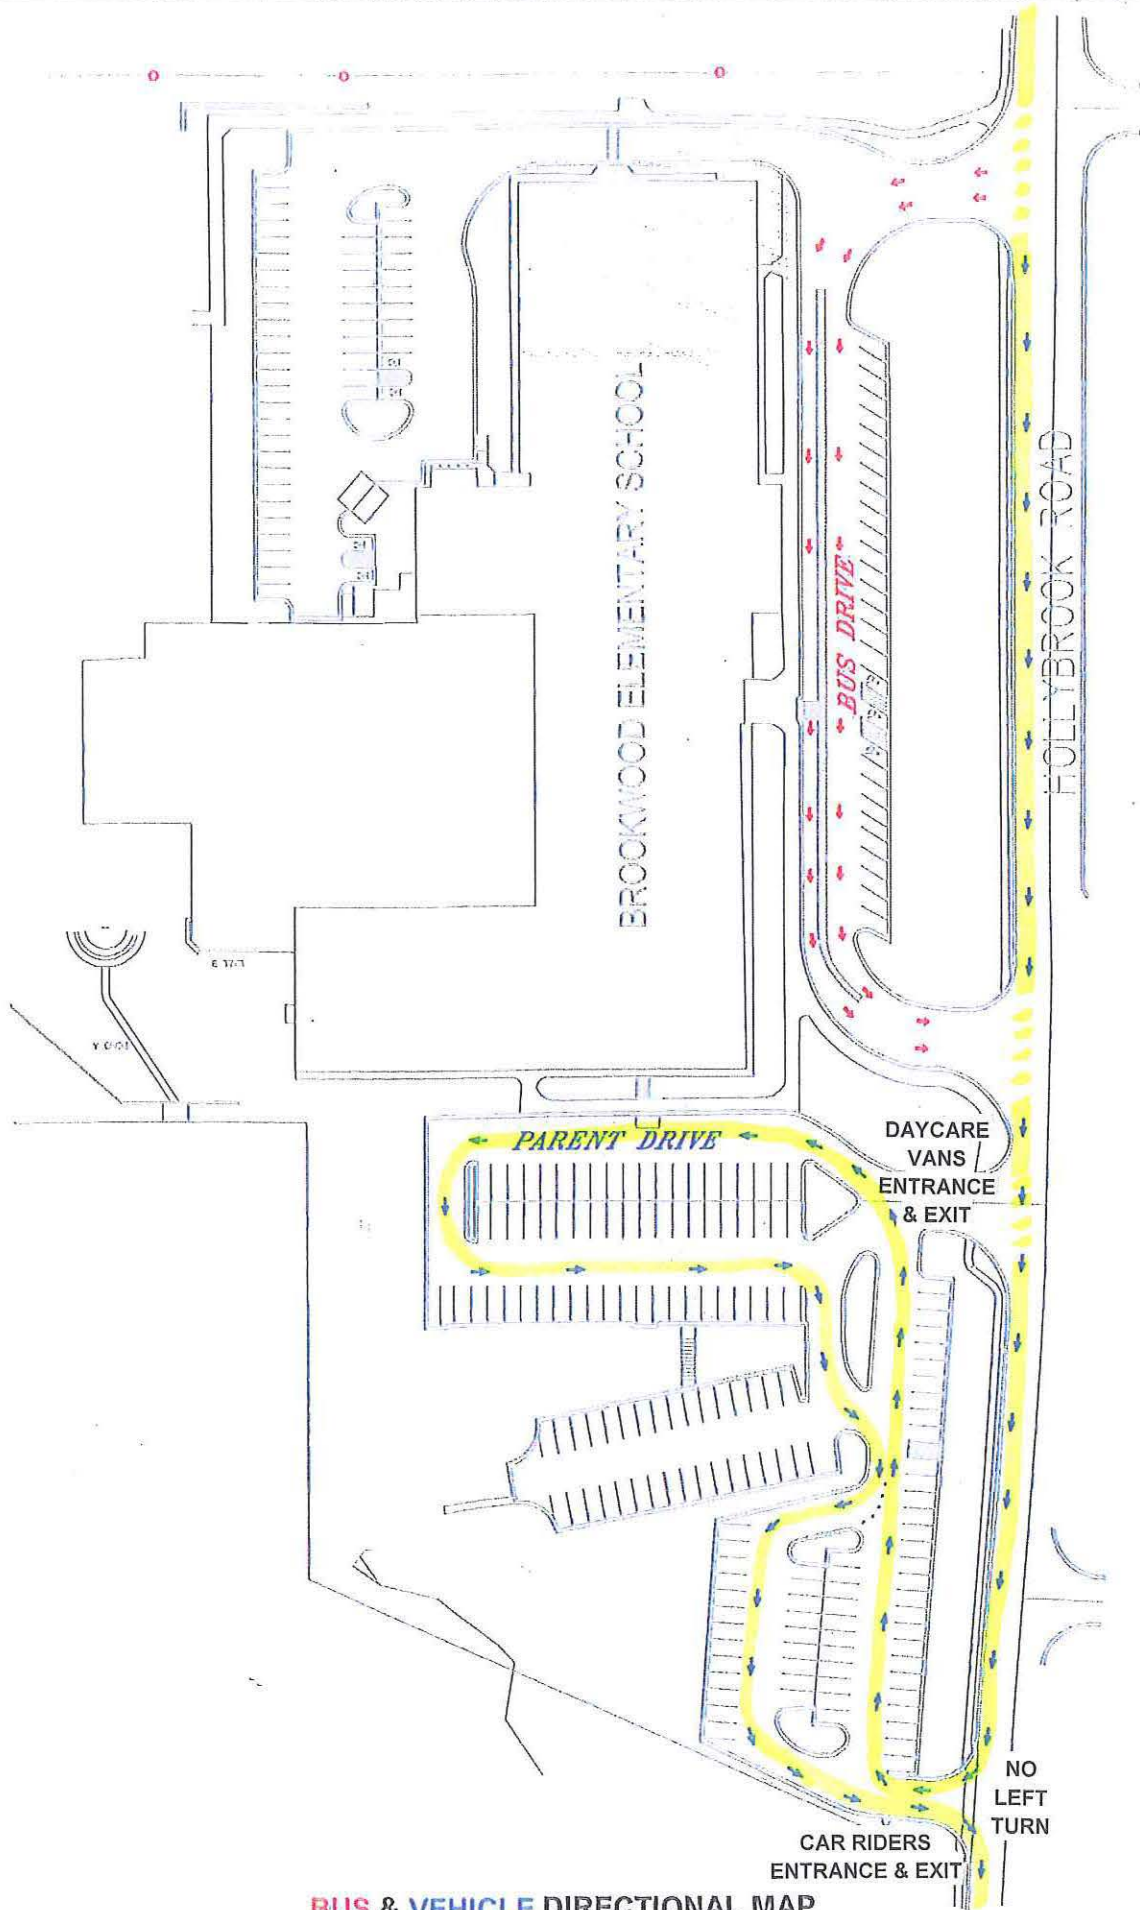 BROOKWOOD ELEMENTARY SCHOOL
BUS DRIVE
HOLLYBROOK ROAD
PARENT DRIVE
DAYCARE
VANS
ENTRANCE
& EXIT
NO
LEFT
TURN
CAR RIDERS
ENTRANCE & EXIT
BUS & VEHICLE DIRECTIONAL MAP